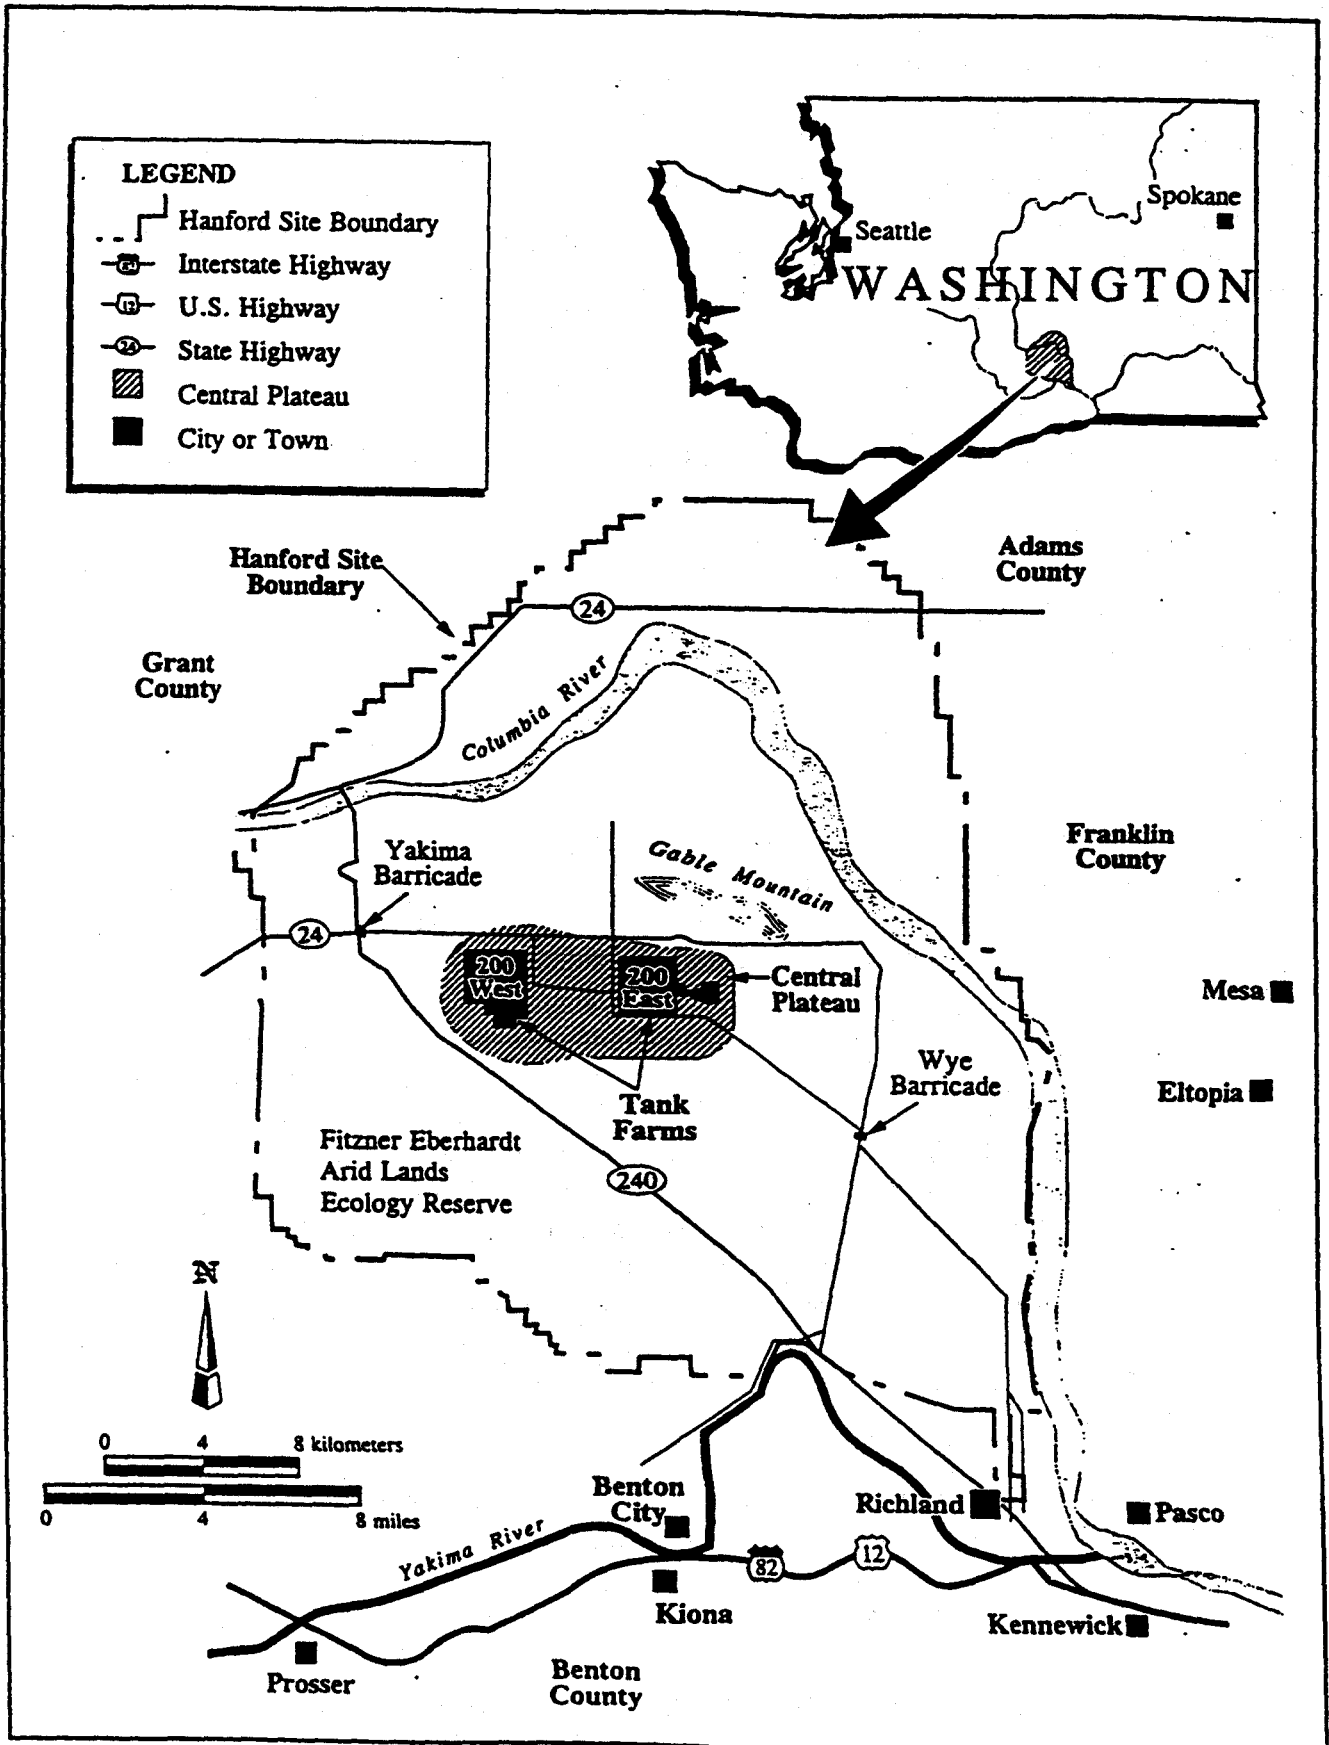 LEGEND
Hanford Site Boundary
Interstate Highway
12
U.S. Highway
24
State Highway
Central Plateau
City or Town
Spokane
Seattle
WASHINGTON
Hanford Site
Boundary
Adams
County
24
Grant
County
Columbia River
Franklin
County
Yakima
Barricade
Gable Mountain
24
200
West
200
East
Central
Plateau
Mesa
Wye
Barricade
Eltopia
Tank
Farms
Fitzner Eberhardt
Arid Lands
Ecology Reserve
240
N
0 4 8 kilometers
0 4 8 miles
Benton
City
Richland
Pasco
Yakima River
82
12
Kiona
Kennewick
Prosser
Benton
County